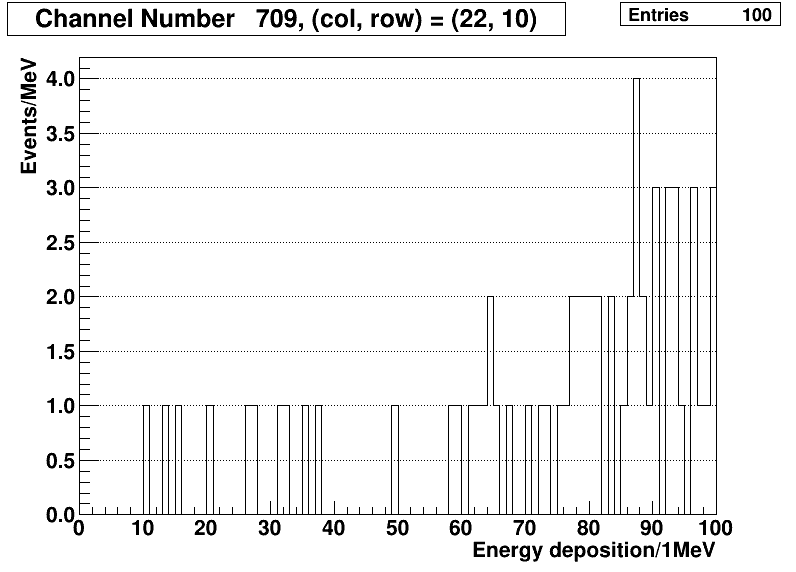 Channel Number   709, (col, row) = (22, 10)
Entries 100
Events/MeV
4.0
3.5
3.0
2.5
2.0
1.5
1.0
0.5
0.0
0 10 20 30 40 50 60 70 80 90 100
Energy deposition/1MeV